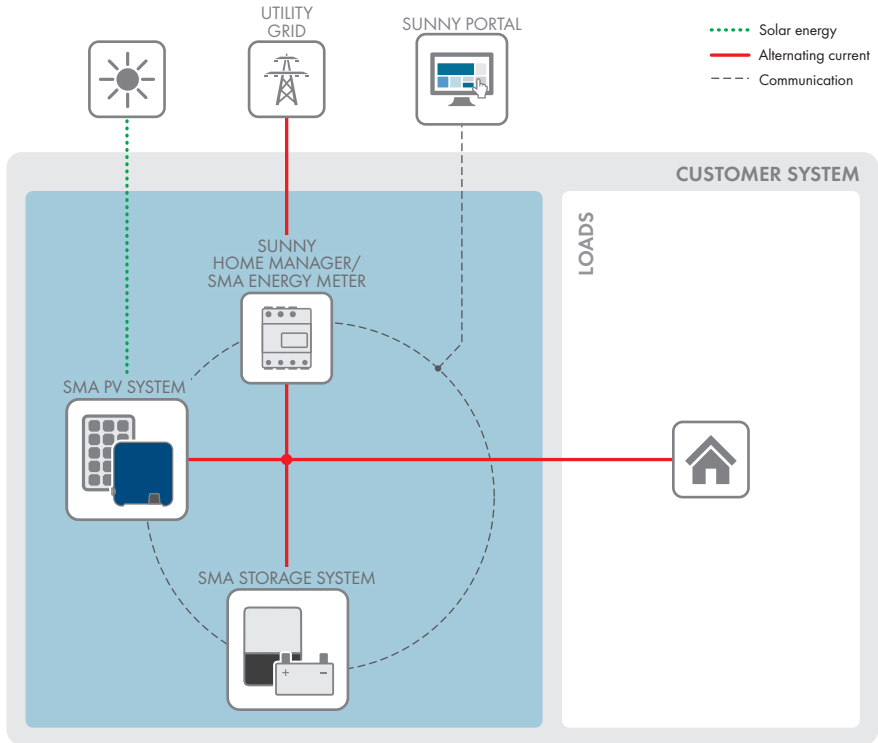 UTILITY
GRID
SUNNY PORTAL
Solar energy
Alternating current
Communication
CUSTOMER SYSTEM
LOADS
SUNNY
HOME MANAGER/
SMA ENERGY METER
SMA PV SYSTEM
SMA STORAGE SYSTEM
+ −